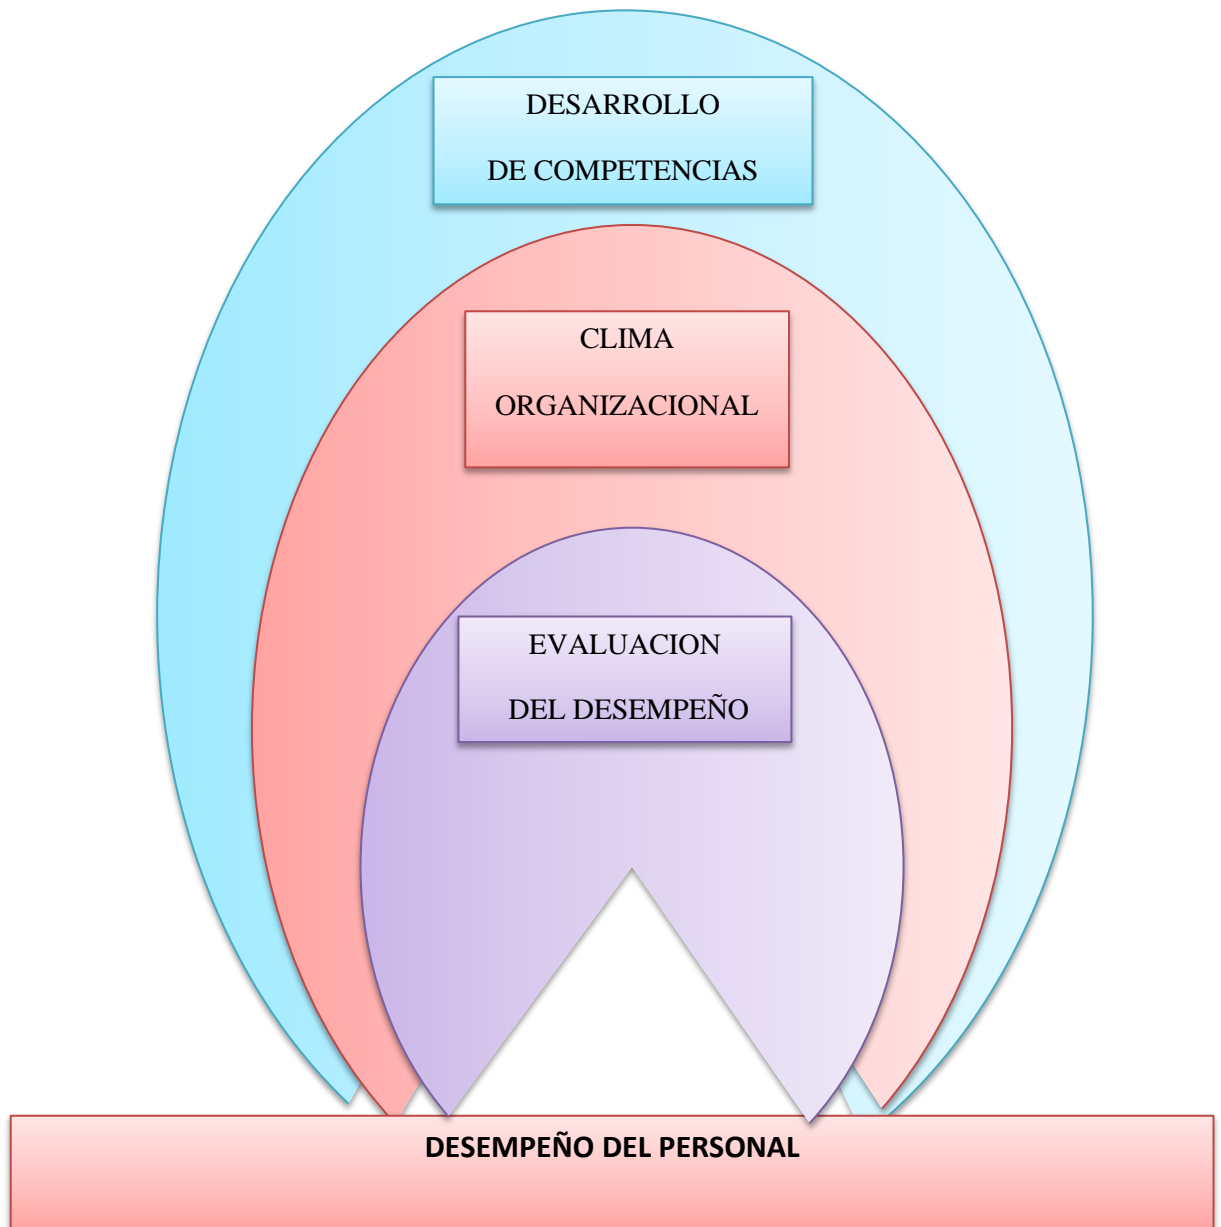 DESARROLLO
DE COMPETENCIAS
CLIMA
ORGANIZACIONAL
EVALUACION
DEL DESEMPEÑO
DESEMPEÑO DEL PERSONAL